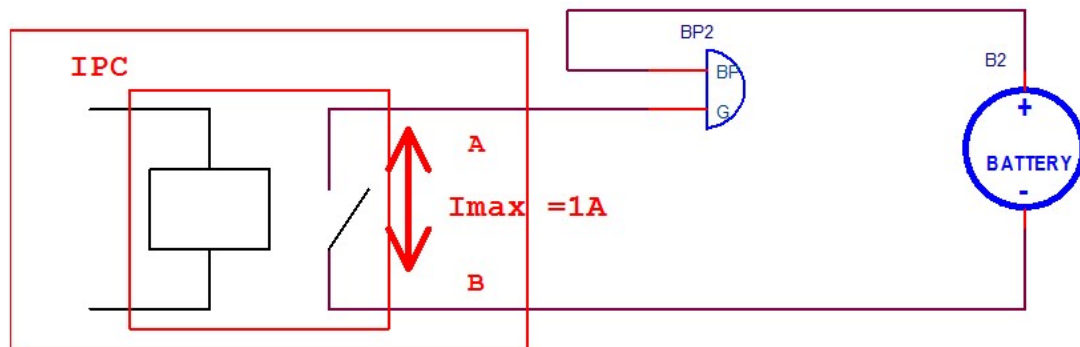 BP2
IPC
BP
B2
G
+
A
BATTERY
Imax =1A
-
B